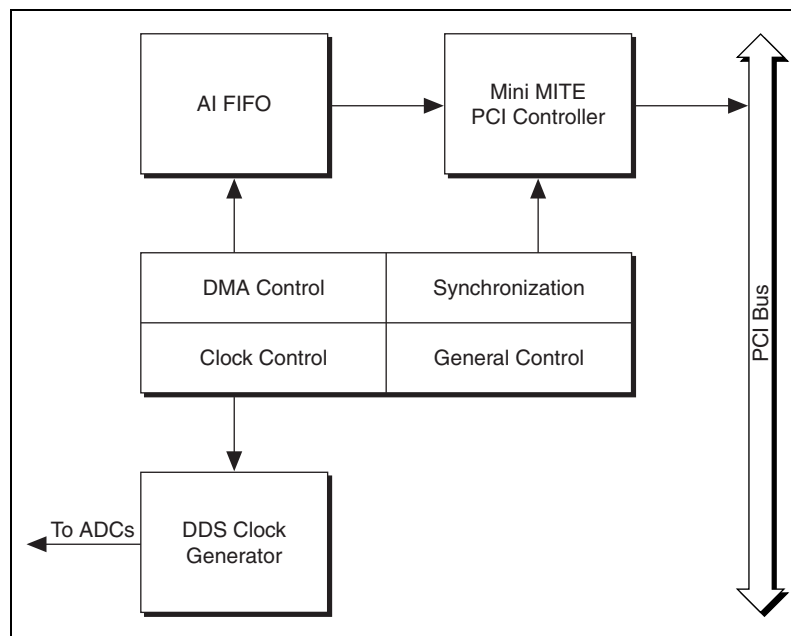 AI FIFO
Mini MITE
PCI Controller
DMA Control
Synchronization
Clock Control
General Control
PCI Bus
To ADCs
DDS Clock
Generator